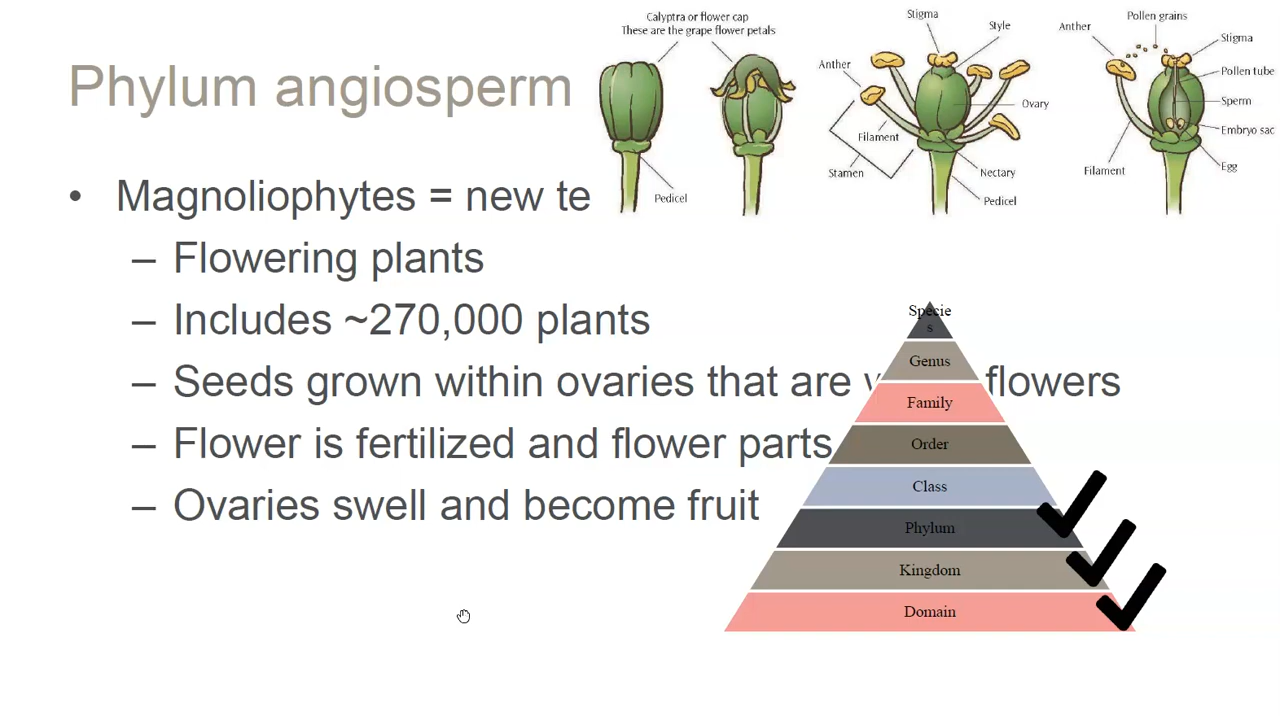 Phylum angiosperm
• Magnoliophytes = new te
– Flowering plants
– Includes ~270,000 plants
– Seeds grown within ovaries that are flowers
– Flower is fertilized and flower parts
– Ovaries swell and become fruit
Calyptra or flower cap
These are the grape flower petals
Pedicel
Stigma
Style
Anther
Ovary
Filament
Stamen
Nectary
Pedicel
Pollen grains
Anther
Stigma
Pollen tube
Sperm
Embryo sac
Filament
Egg
Specie
s
Genus
Family
Order
Class
Phylum
Kingdom
Domain